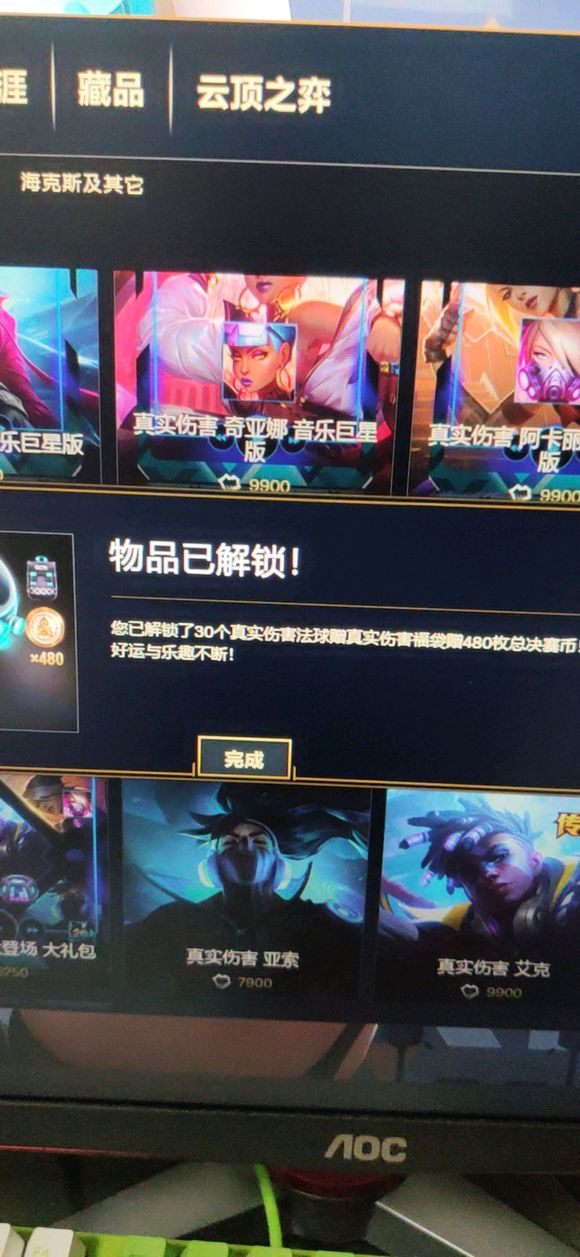 涯 藏品 云顶之弈
海克斯及其它
乐巨星版
真实伤害 奇亚娜 音乐巨星
版
9900
真实伤害 阿卡丽
版
9900
物品已解锁!
×480
您已解锁了30个真实伤害法球赠真实伤害福袋赠480枚总决赛币!
好运与乐趣不断!
完成
登场 大礼包
真实伤害 亚索
7900
真实伤害 艾克
9900
AOC
F4